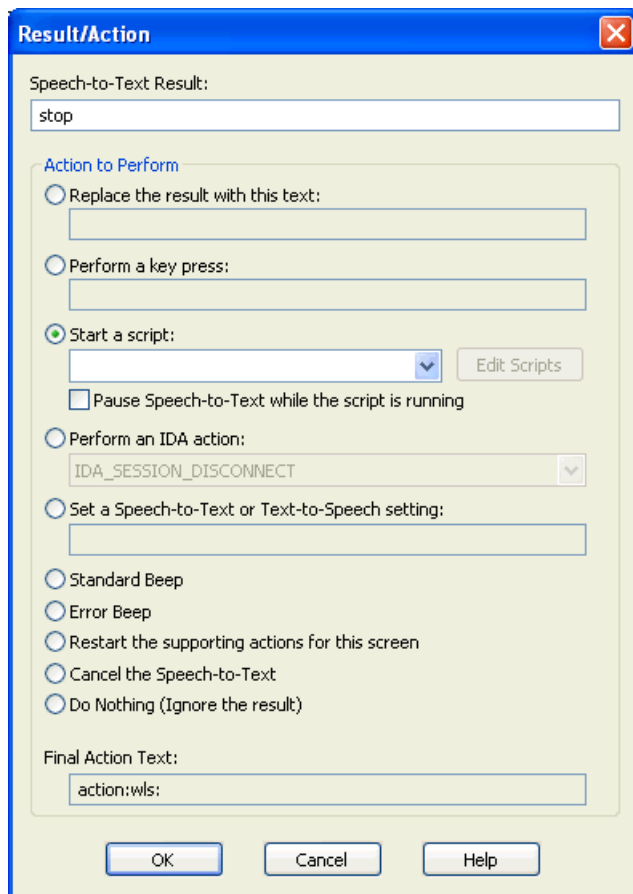 Result/Action
Speech-to-Text Result:
stop
Action to Perform
Replace the result with this text:
Perform a key press:
Start a script:
Edit Scripts
Pause Speech-to-Text while the script is running
Perform an IDA action:
IDA_SESSION_DISCONNECT
Set a Speech-to-Text or Text-to-Speech setting:
Standard Beep
Error Beep
Restart the supporting actions for this screen
Cancel the Speech-to-Text
Do Nothing (Ignore the result)
Final Action Text:
action:wls:
OK Cancel Help